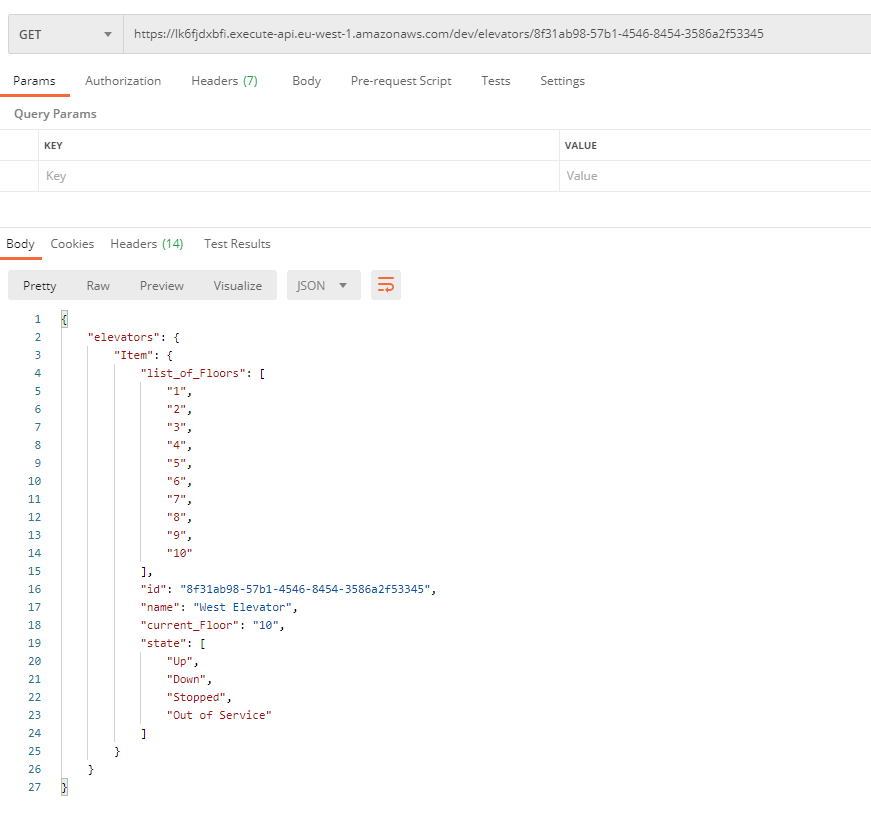 GET https://lk6fjdxbfi.execute-api.eu-west-1.amazonaws.com/dev/elevators/8f31ab98-57b1-4546-8454-3586a2f53345
Params Authorization Headers (7) Body Pre-request Script Tests Settings
Query Params
KEY VALUE
Key Value
Body Cookies Headers (14) Test Results
Pretty Raw Preview Visualize JSON
1 {
2 "elevators": {
3 "Item": {
4 "list_of_Floors": [
5 "1",
6 "2",
7 "3",
8 "4",
9 "5",
10 "6",
11 "7",
12 "8",
13 "9",
14 "10"
15 ],
16 "id": "8f31ab98-57b1-4546-8454-3586a2f53345",
17 "name": "West Elevator",
18 "current_Floor": "10",
19 "state": [
20 "Up",
21 "Down",
22 "Stopped",
23 "Out of Service"
24 ]
25 }
26 }
27 }